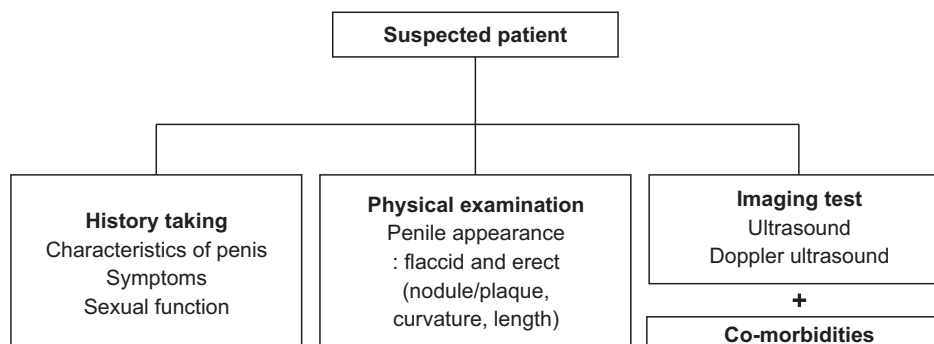 Suspected patient
History taking
Characteristics of penis
Symptoms
Sexual function
Physical examination
Penile appearance
: flaccid and erect
(nodule/plaque,
curvature, length)
Imaging test
Ultrasound
Doppler ultrasound
+
Co-morbidities